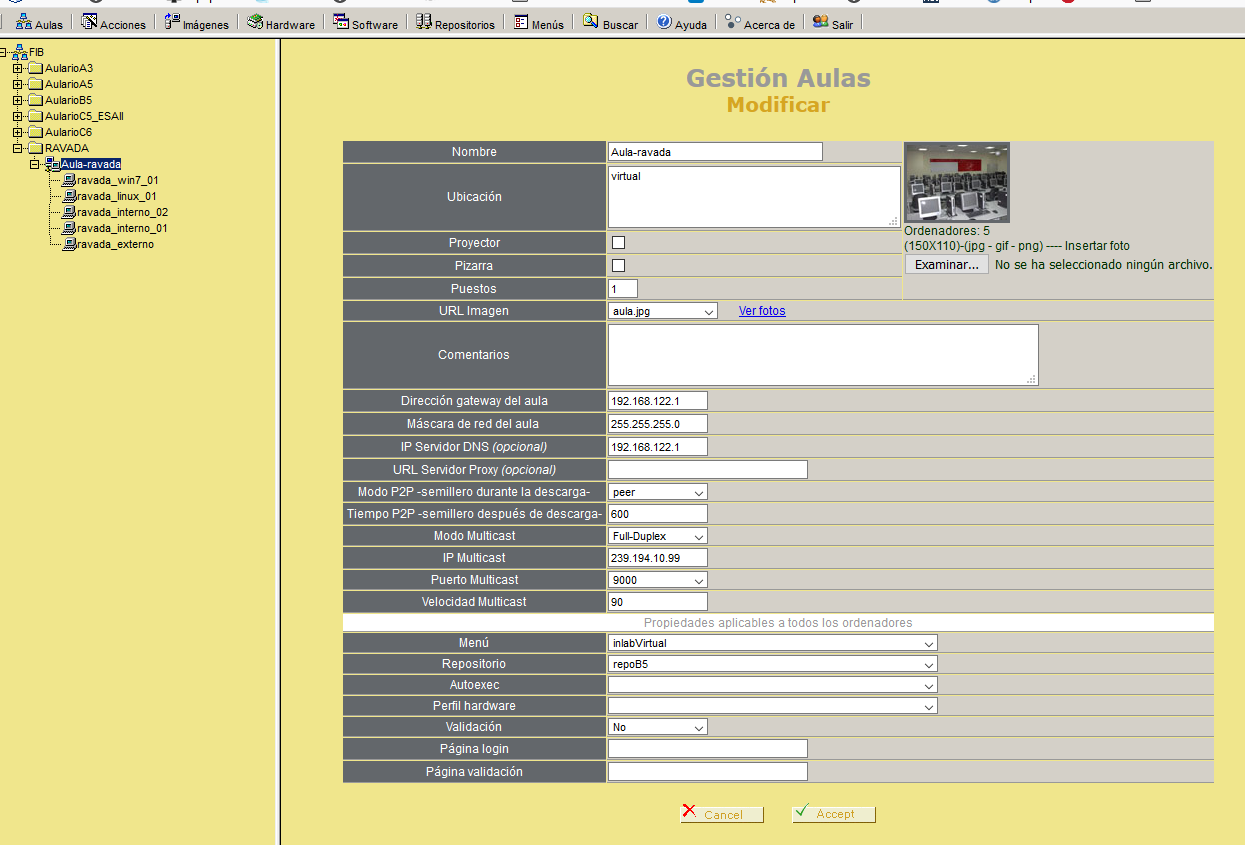 Aulas Acciones Imágenes Hardware Software Repositorios Menús Buscar Ayuda Acerca de Salir
FIB
AularioA3
AularioA5
AularioB5
AularioC5_ESAII
AularioC6
RAVADA
Aula-ravada
ravada_win7_01
ravada_linux_01
ravada_interno_02
ravada_interno_01
ravada_externo
Gestión Aulas
Modificar
Nombre Aula-ravada
Ubicación virtual
Proyector
Pizarra
Puestos 1
Ordenadores: 5
(150X110)-(jpg - gif - png) ---- Insertar foto
Examinar... No se ha seleccionado ningún archivo.
URL Imagen aula.jpg Ver fotos
Comentarios
Dirección gateway del aula 192.168.122.1
Máscara de red del aula 255.255.255.0
IP Servidor DNS (opcional) 192.168.122.1
URL Servidor Proxy (opcional)
Modo P2P -semillero durante la descarga- peer
Tiempo P2P -semillero después de descarga- 600
Modo Multicast Full-Duplex
IP Multicast 239.194.10.99
Puerto Multicast 9000
Velocidad Multicast 90
Propiedades aplicables a todos los ordenadores
Menú inlabVirtual
Repositorio repoB5
Autoexec
Perfil hardware
Validación No
Página login
Página validación
Cancel Accept